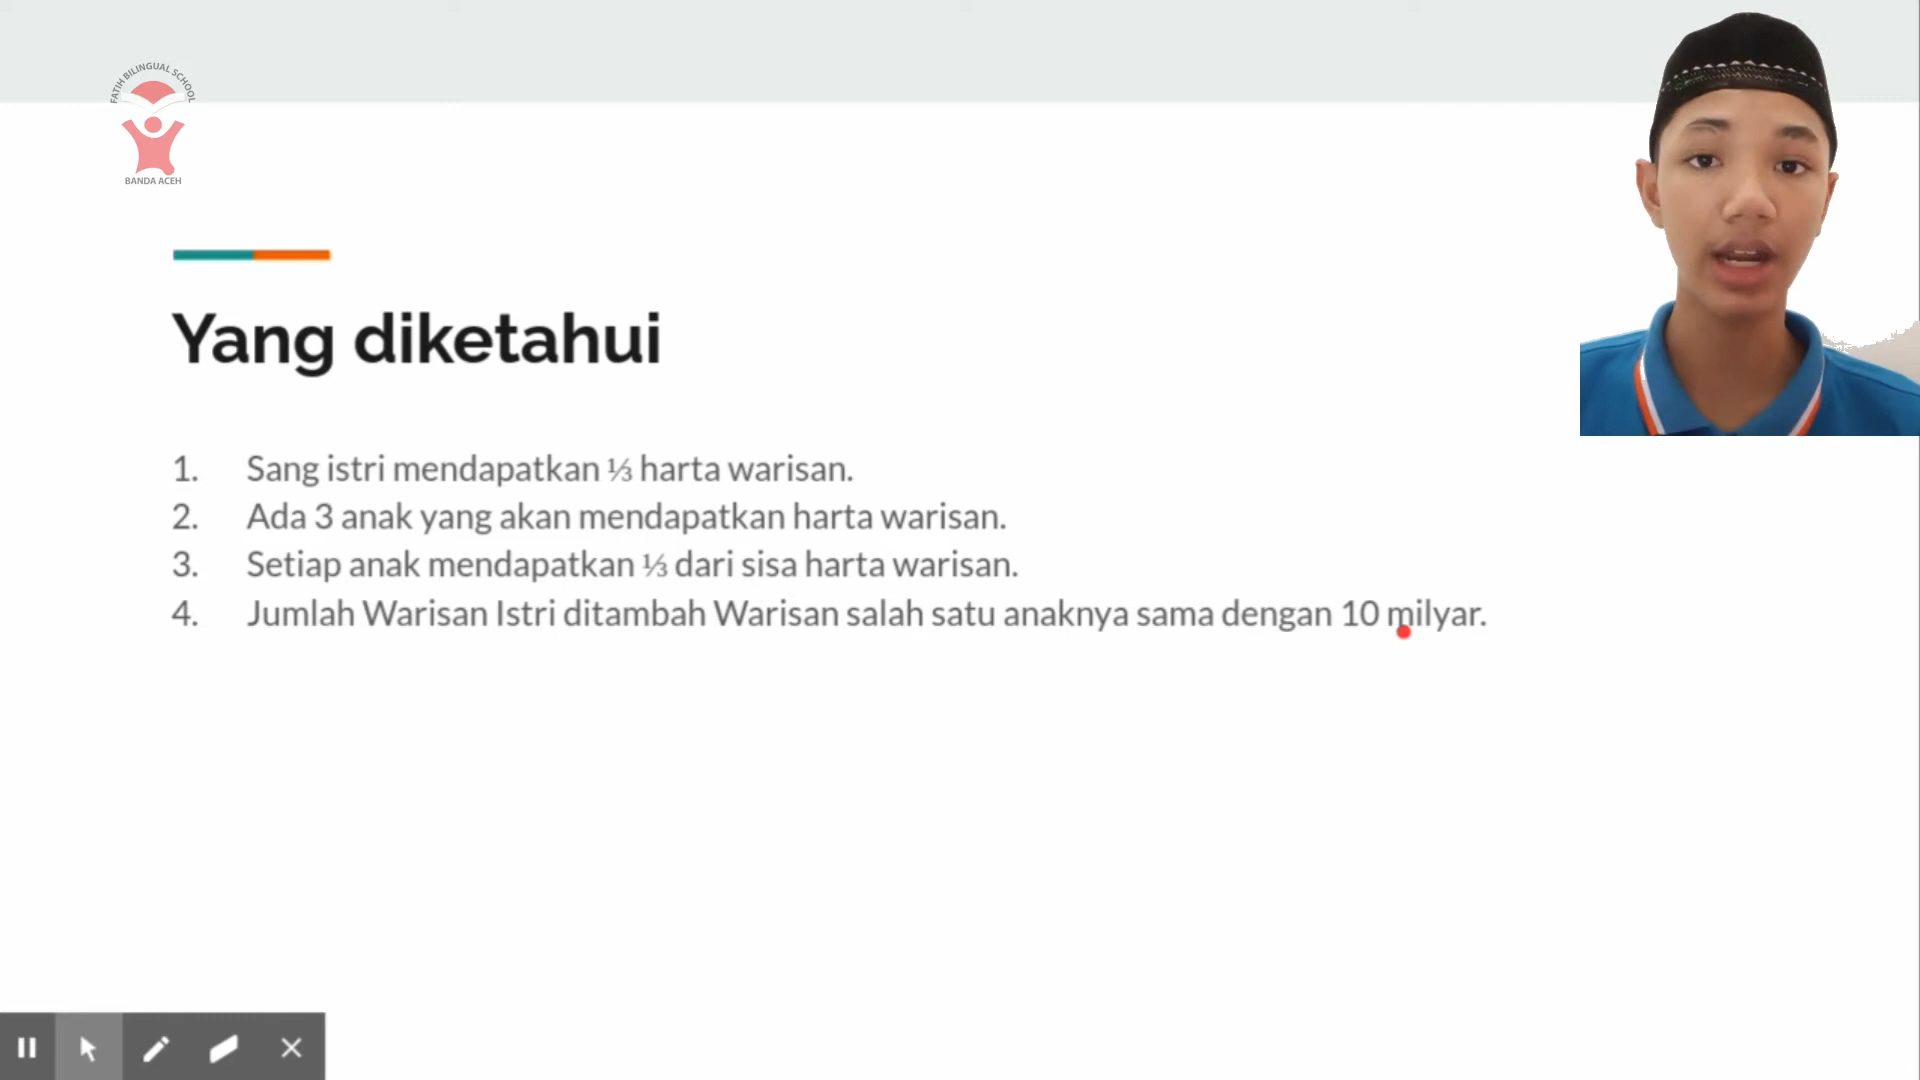 FATIH BILINGUAL SCHOOL
BANDA ACEH
Yang diketahui
1. Sang istri mendapatkan ⅓ harta warisan.
2. Ada 3 anak yang akan mendapatkan harta warisan.
3. Setiap anak mendapatkan ⅓ dari sisa harta warisan.
4. Jumlah Warisan Istri ditambah Warisan salah satu anaknya sama dengan 10 milyar.